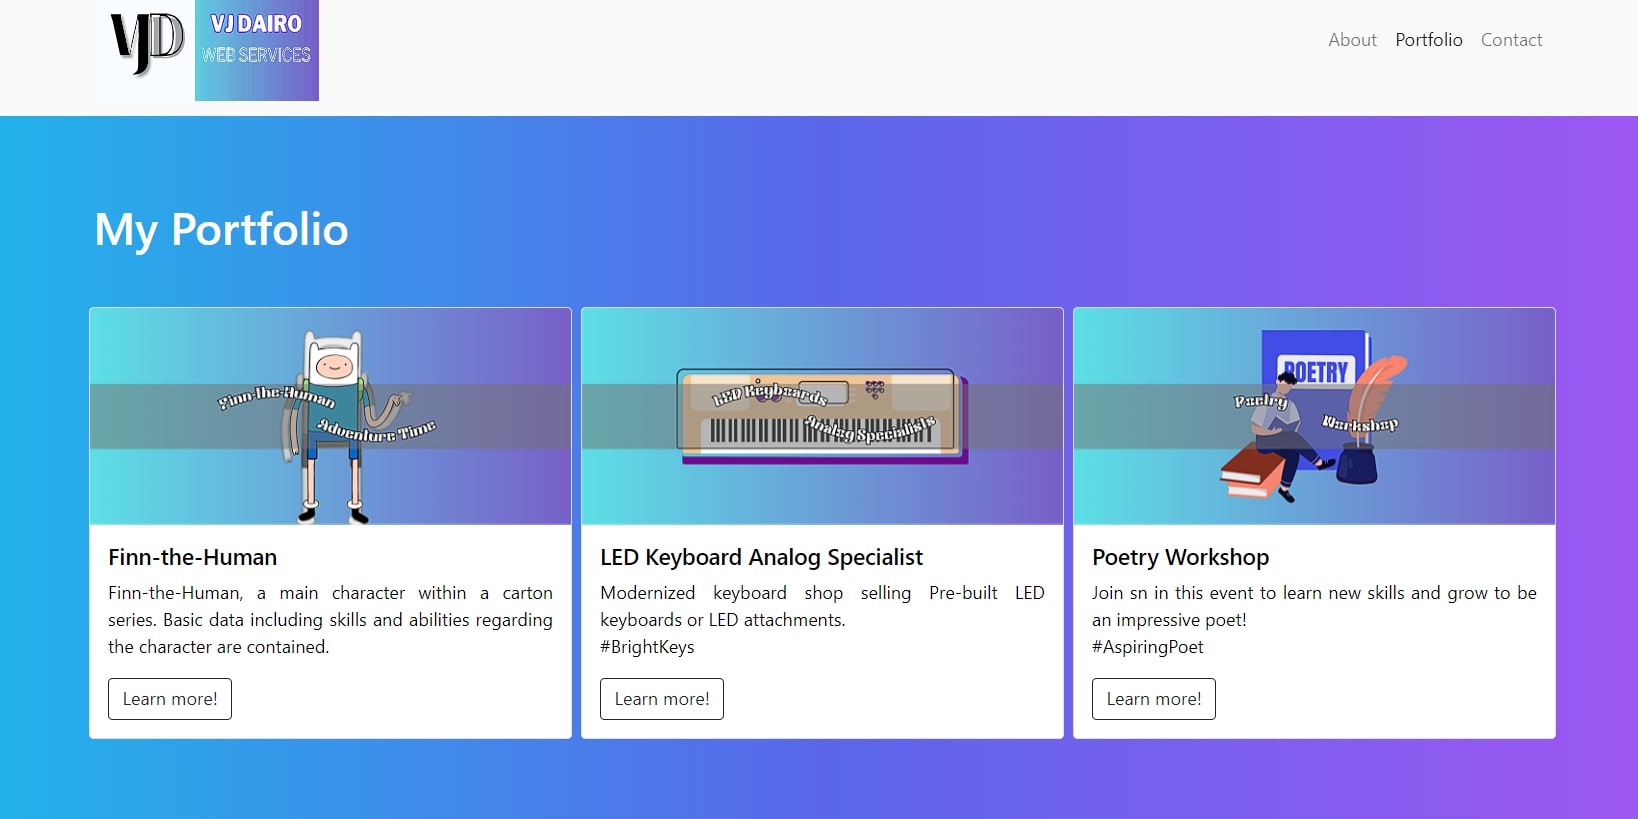 VJD
VJ DAIRO
WEB SERVICES
About Portfolio Contact
My Portfolio
Finn-the-Human
Adventure Time
LED Keyboards
Analog Specialists
POETRY
Poetry
Workshop
Finn-the-Human
Finn-the-Human, a main character within a carton
series. Basic data including skills and abilities regarding
the character are contained.
Learn more!
LED Keyboard Analog Specialist
Modernized keyboard shop selling Pre-built LED
keyboards or LED attachments.
#BrightKeys
Learn more!
Poetry Workshop
Join sn in this event to learn new skills and grow to be
an impressive poet!
#AspiringPoet
Learn more!